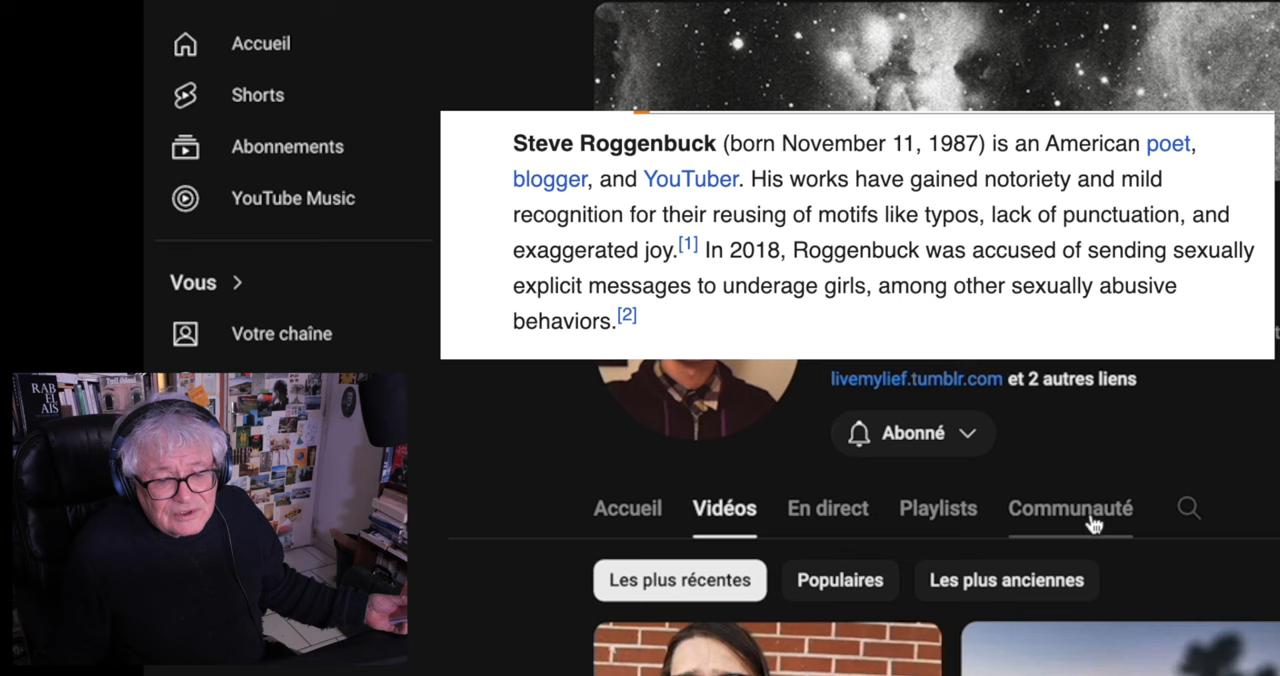 Accueil
Shorts
Abonnements
YouTube Music
Vous
Votre chaîne
Steve Roggenbuck (born November 11, 1987) is an American poet,
blogger, and YouTuber. His works have gained notoriety and mild
recognition for their reusing of motifs like typos, lack of punctuation, and
exaggerated joy.[1] In 2018, Roggenbuck was accused of sending sexually
explicit messages to underage girls, among other sexually abusive
behaviors.[2]
livemylief.tumblr.com et 2 autres liens
Abonné
Accueil Vidéos En direct Playlists Communauté
Les plus récentes Populaires Les plus anciennes
RAB
EL
AIS